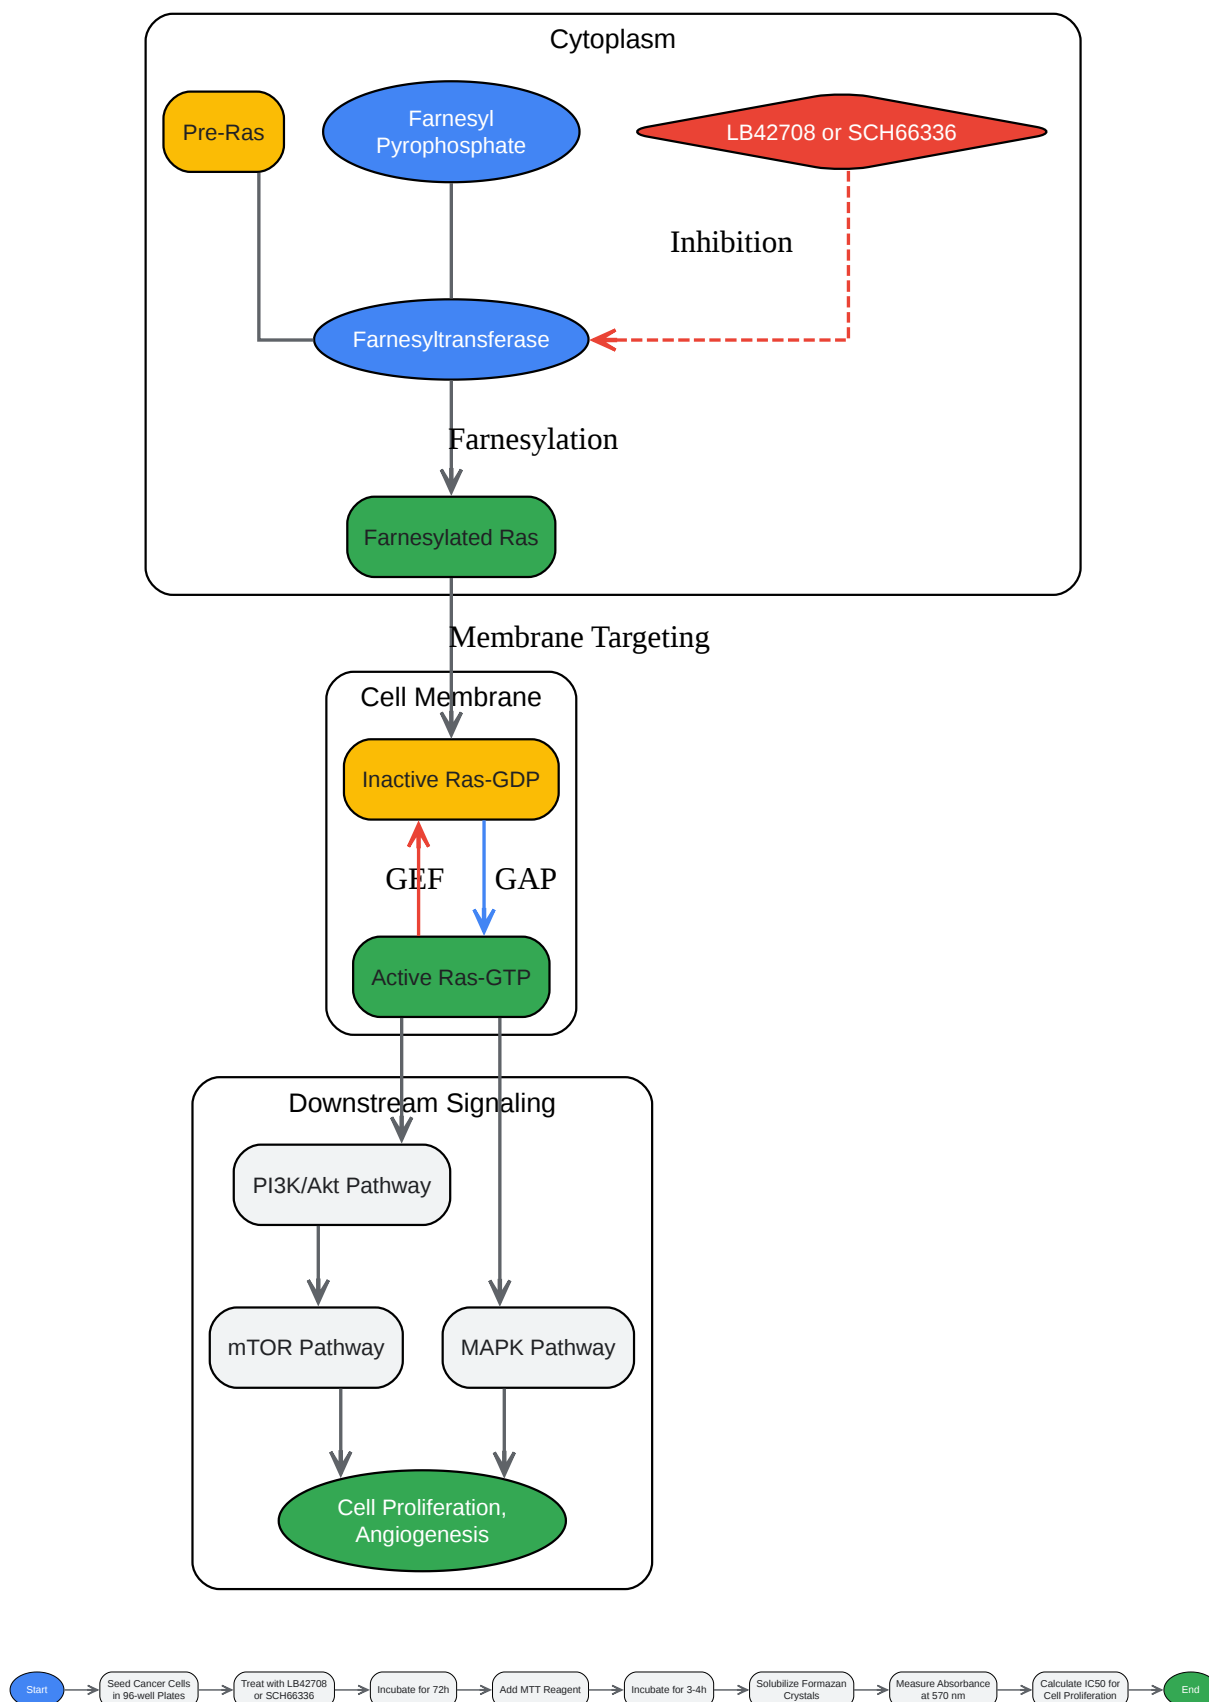 Cytoplasm
Pre-Ras
Farnesyl
Pyrophosphate
LB42708 or SCH66336
Inhibition
Farnesyltransferase
Farnesylation
Farnesylated Ras
Membrane Targeting
Cell Membrane
Inactive Ras-GDP
GEF
GAP
Active Ras-GTP
Downstream Signaling
PI3K/Akt Pathway
mTOR Pathway
MAPK Pathway
Cell Proliferation,
Angiogenesis
Start
Seed Cancer Cells
in 96-well Plates
Treat with LB42708
or SCH66336
Incubate for 72h
Add MTT Reagent
Incubate for 3-4h
Solubilize Formazan
Crystals
Measure Absorbance
at 570 nm
Calculate IC50 for
Cell Proliferation
End